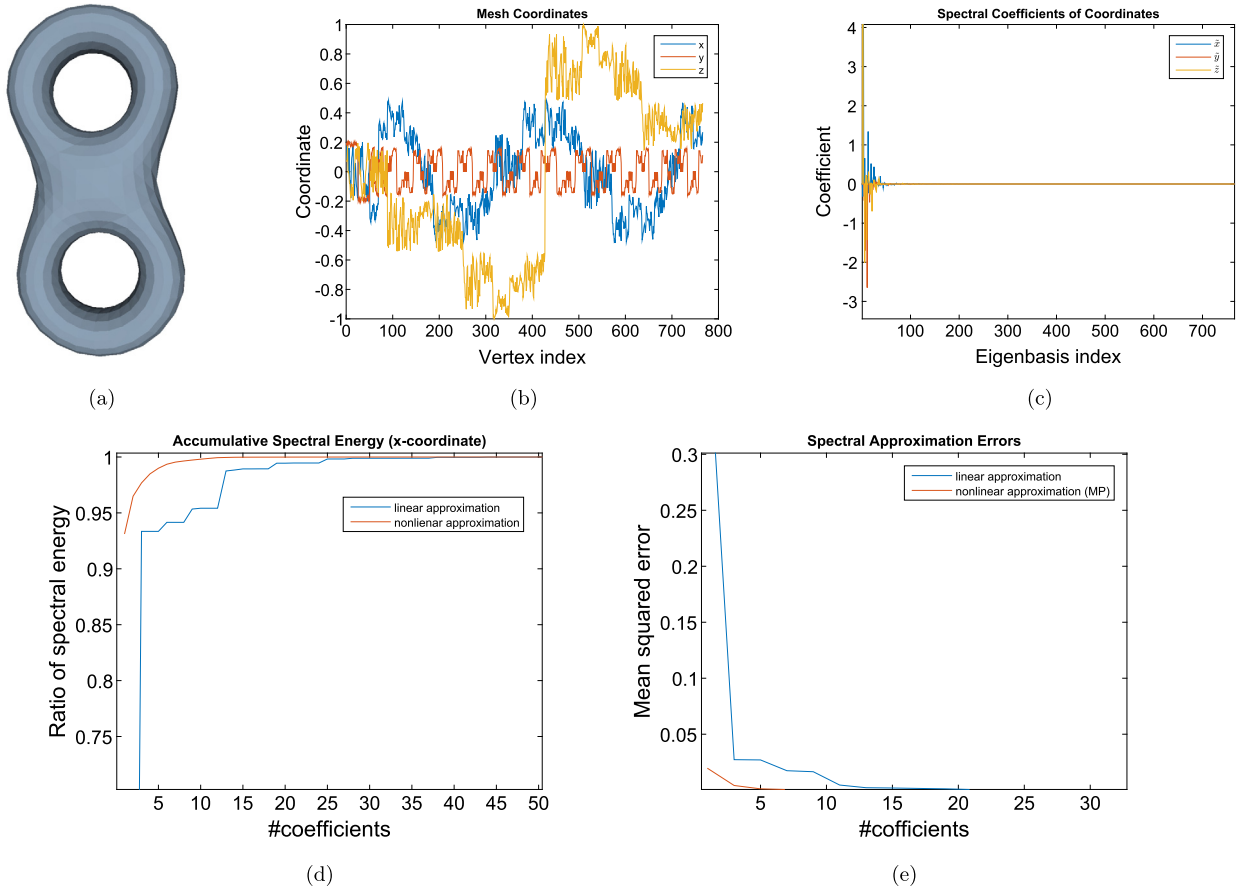 Mesh Coordinates
x
y
z
Coordinate
1
0.8
0.6
0.4
0.2
0
-0.2
-0.4
-0.6
-0.8
-1
0 100 200 300 400 500 600 700 800
Vertex index
Spectral Coefficients of Coordinates
x̂
ŷ
ẑ
Coefficient
4
3
2
1
0
-1
-2
-3
100 200 300 400 500 600 700
Eigenbasis index
(a)
(b)
(c)
Accumulative Spectral Energy (x-coordinate)
linear approximation
nonlienar approximation
Ratio of spectral energy
1
0.95
0.9
0.85
0.8
0.75
5 10 15 20 25 30 35 40 45 50
#coefficients
Spectral Approximation Errors
linear approximation
nonlinear approximation (MP)
Mean squared error
0.3
0.25
0.2
0.15
0.1
0.05
5 10 15 20 25 30
#cofficients
(d)
(e)